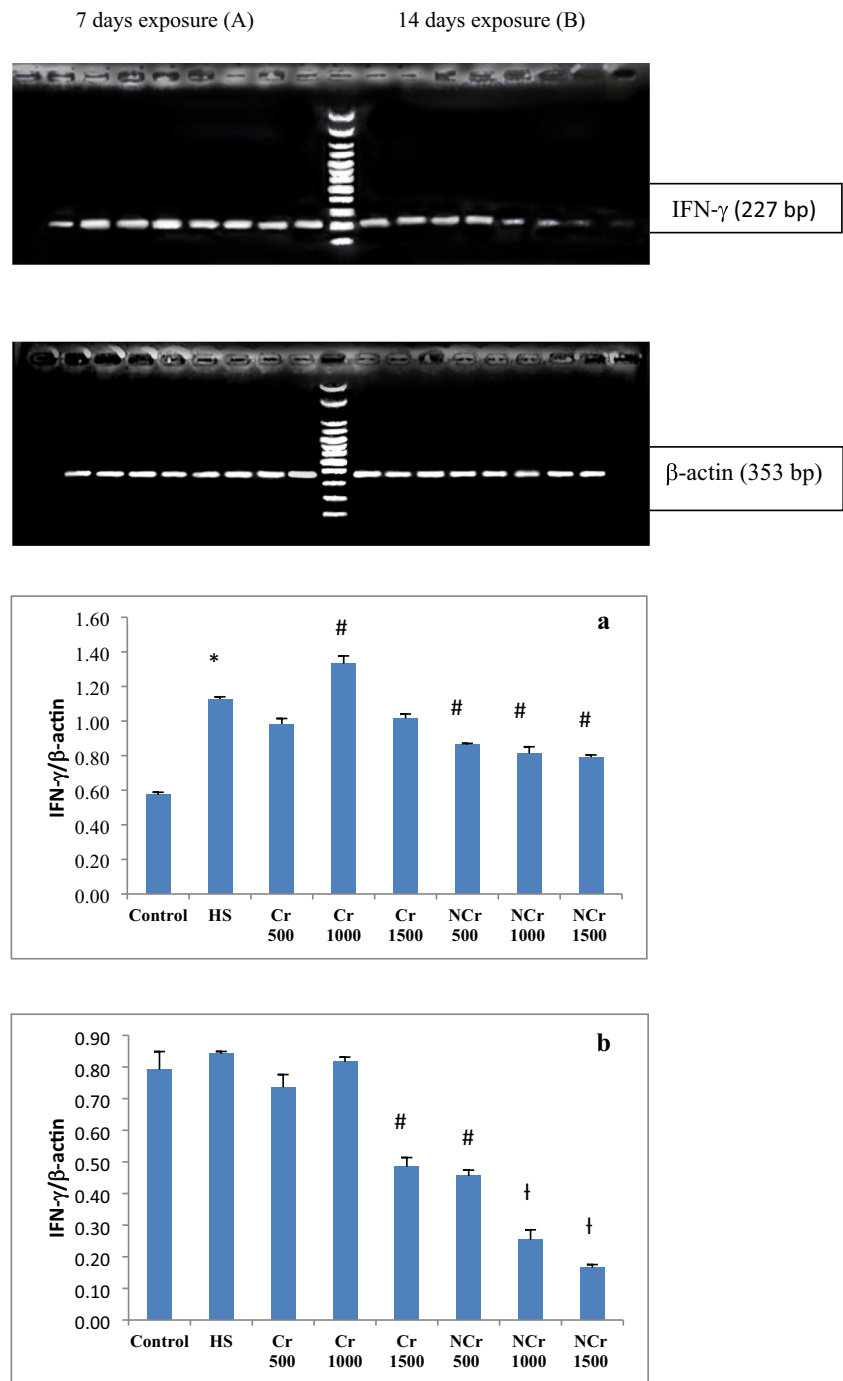 7 days exposure (A) 14 days exposure (B)
IFN-γ (227 bp)
β-actin (353 bp)
a
1.60
1.40
1.20
1.00
0.80
0.60
0.40
0.20
0.00
IFN-γ/β-actin
*
#
#
#
#
Control HS Cr 500 Cr 1000 Cr 1500 NCr 500 NCr 1000 NCr 1500
b
0.90
0.80
0.70
0.60
0.50
0.40
0.30
0.20
0.10
0.00
IFN-γ/β-actin
#
#
ƚ
ƚ
Control HS Cr 500 Cr 1000 Cr 1500 NCr 500 NCr 1000 NCr 1500